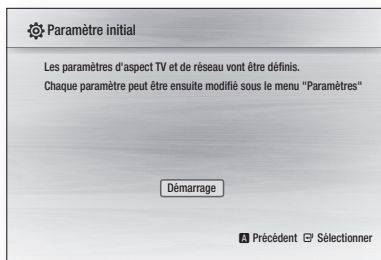 Paramètre initial
Les paramètres d'aspect TV et de réseau vont être définis.
Chaque paramètre peut être ensuite modifié sous le menu "Paramètres"
Démarrage
A Précédent Sélectionner